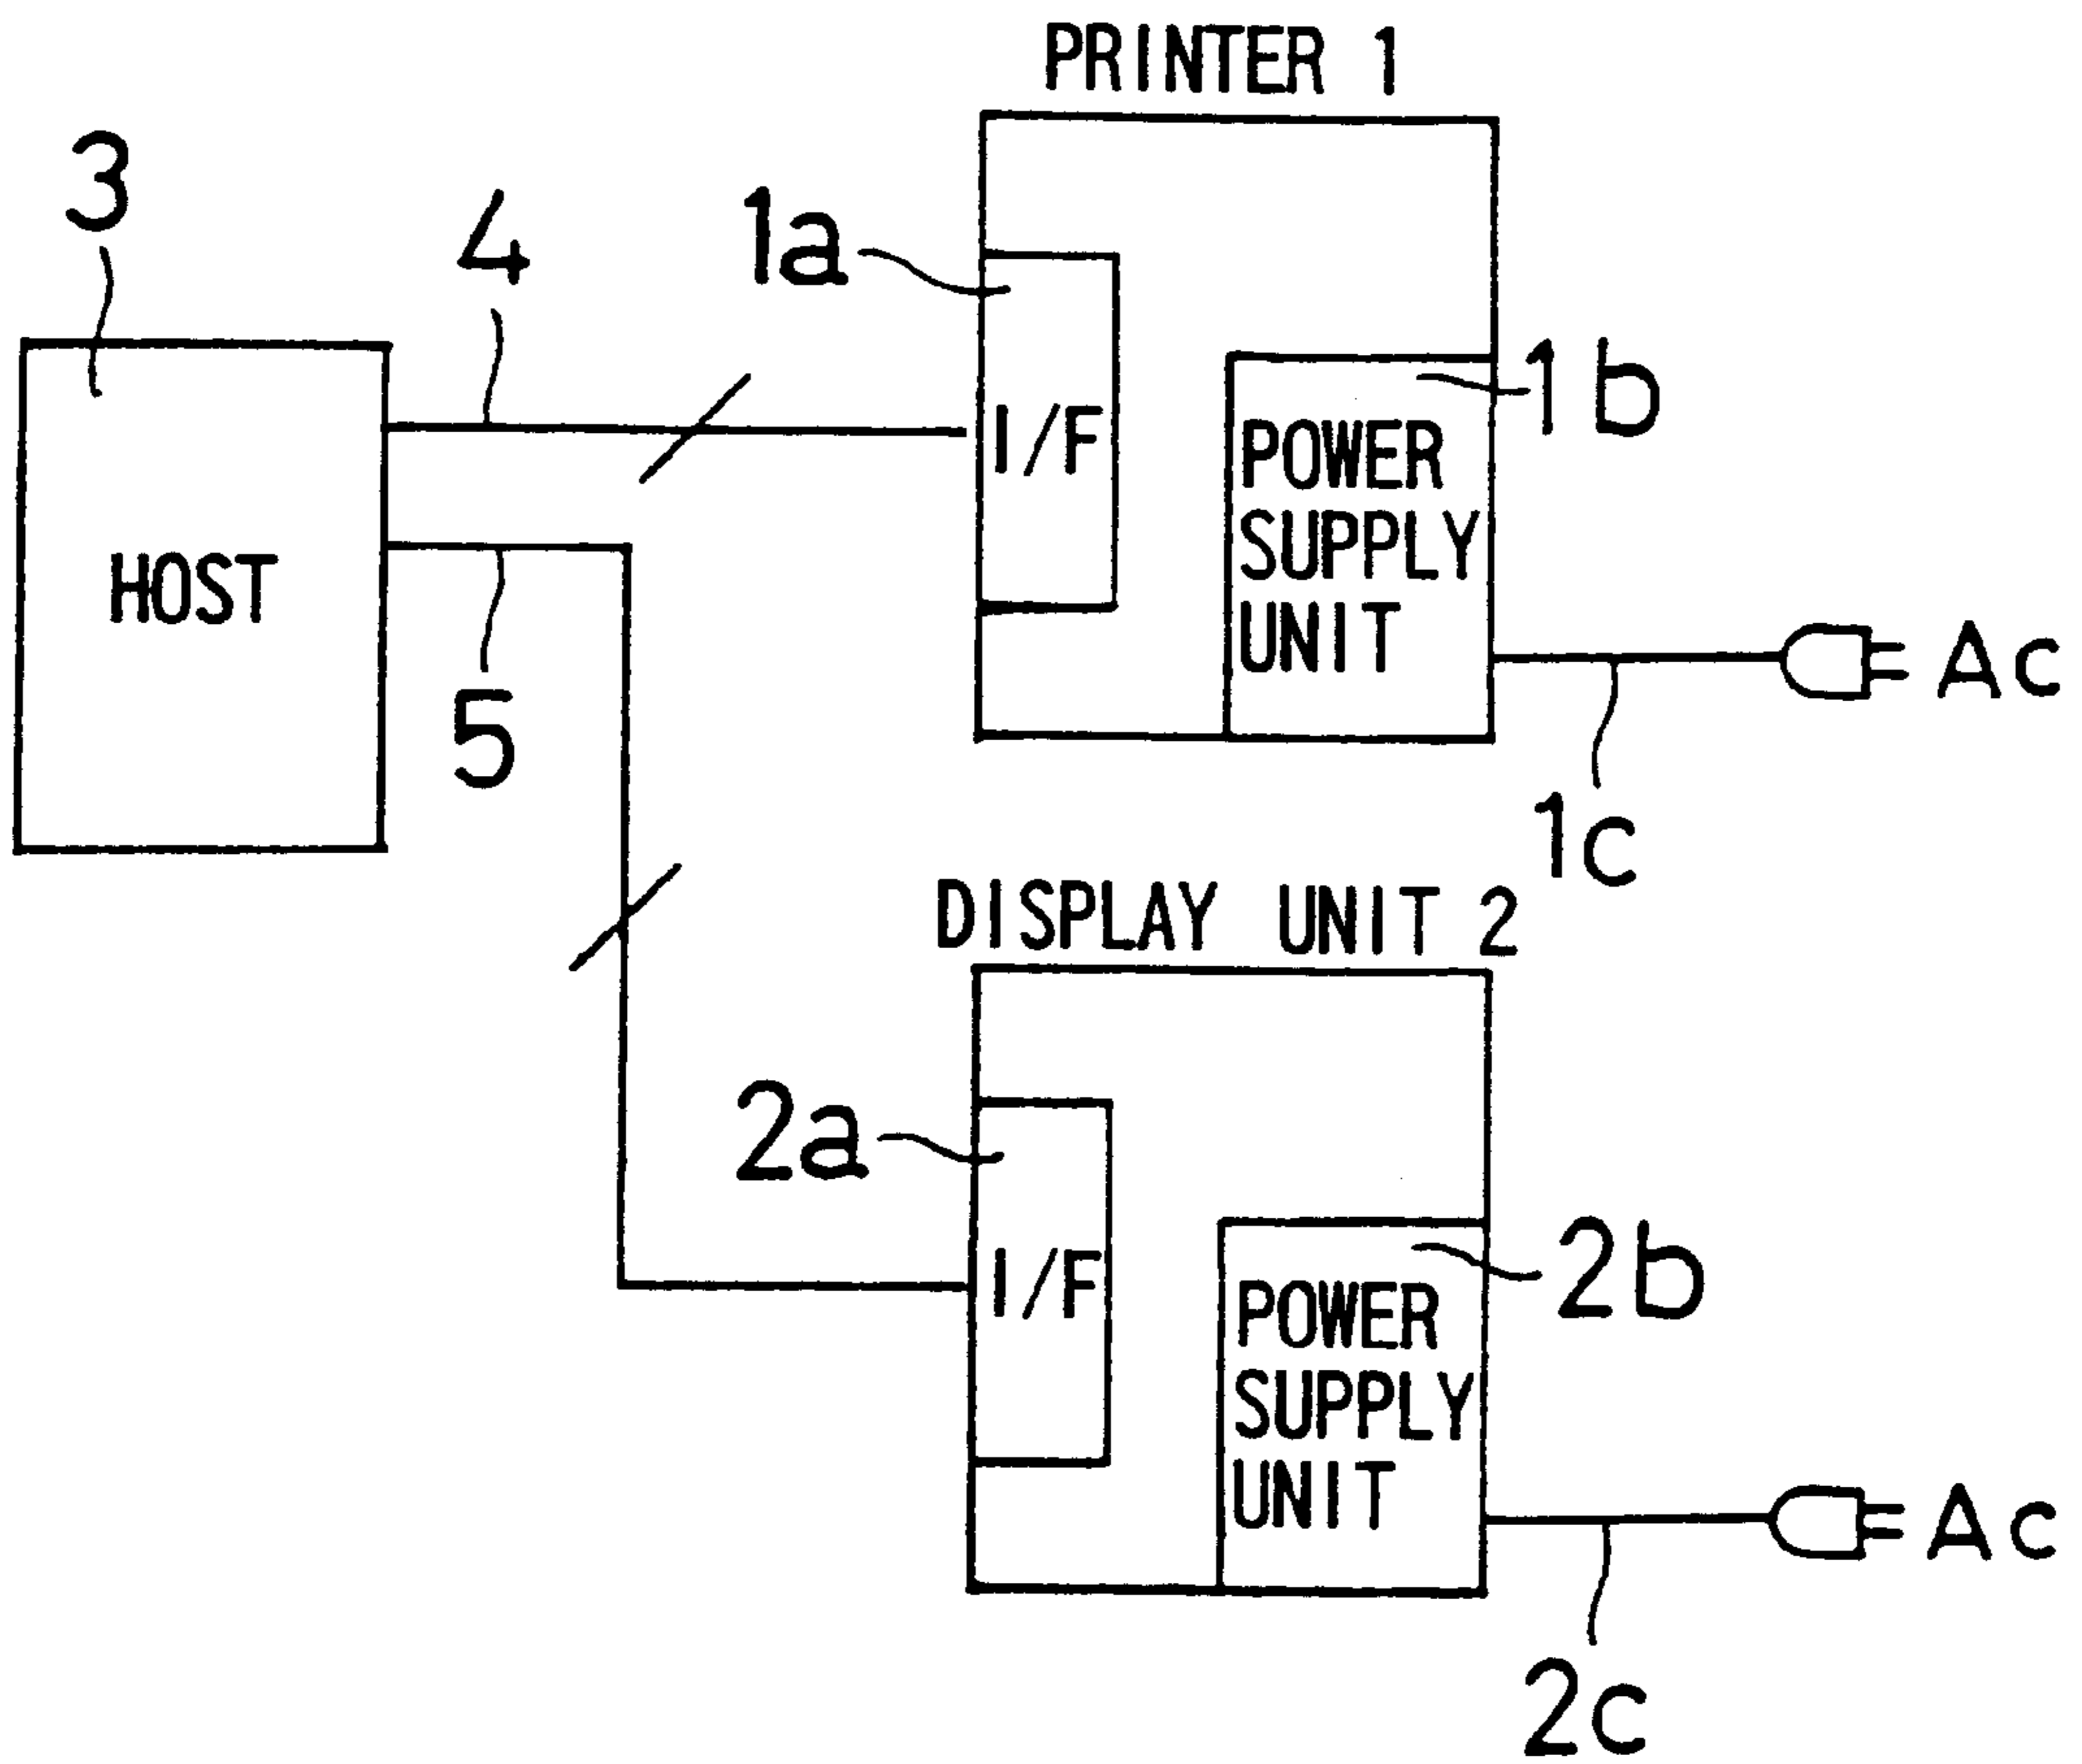 PRINTER 1
3
4
1a
1b
I/F
POWER
SUPPLY
UNIT
HOST
5
Ac
1c
DISPLAY UNIT 2
2a
2b
I/F
POWER
SUPPLY
UNIT
Ac
2c